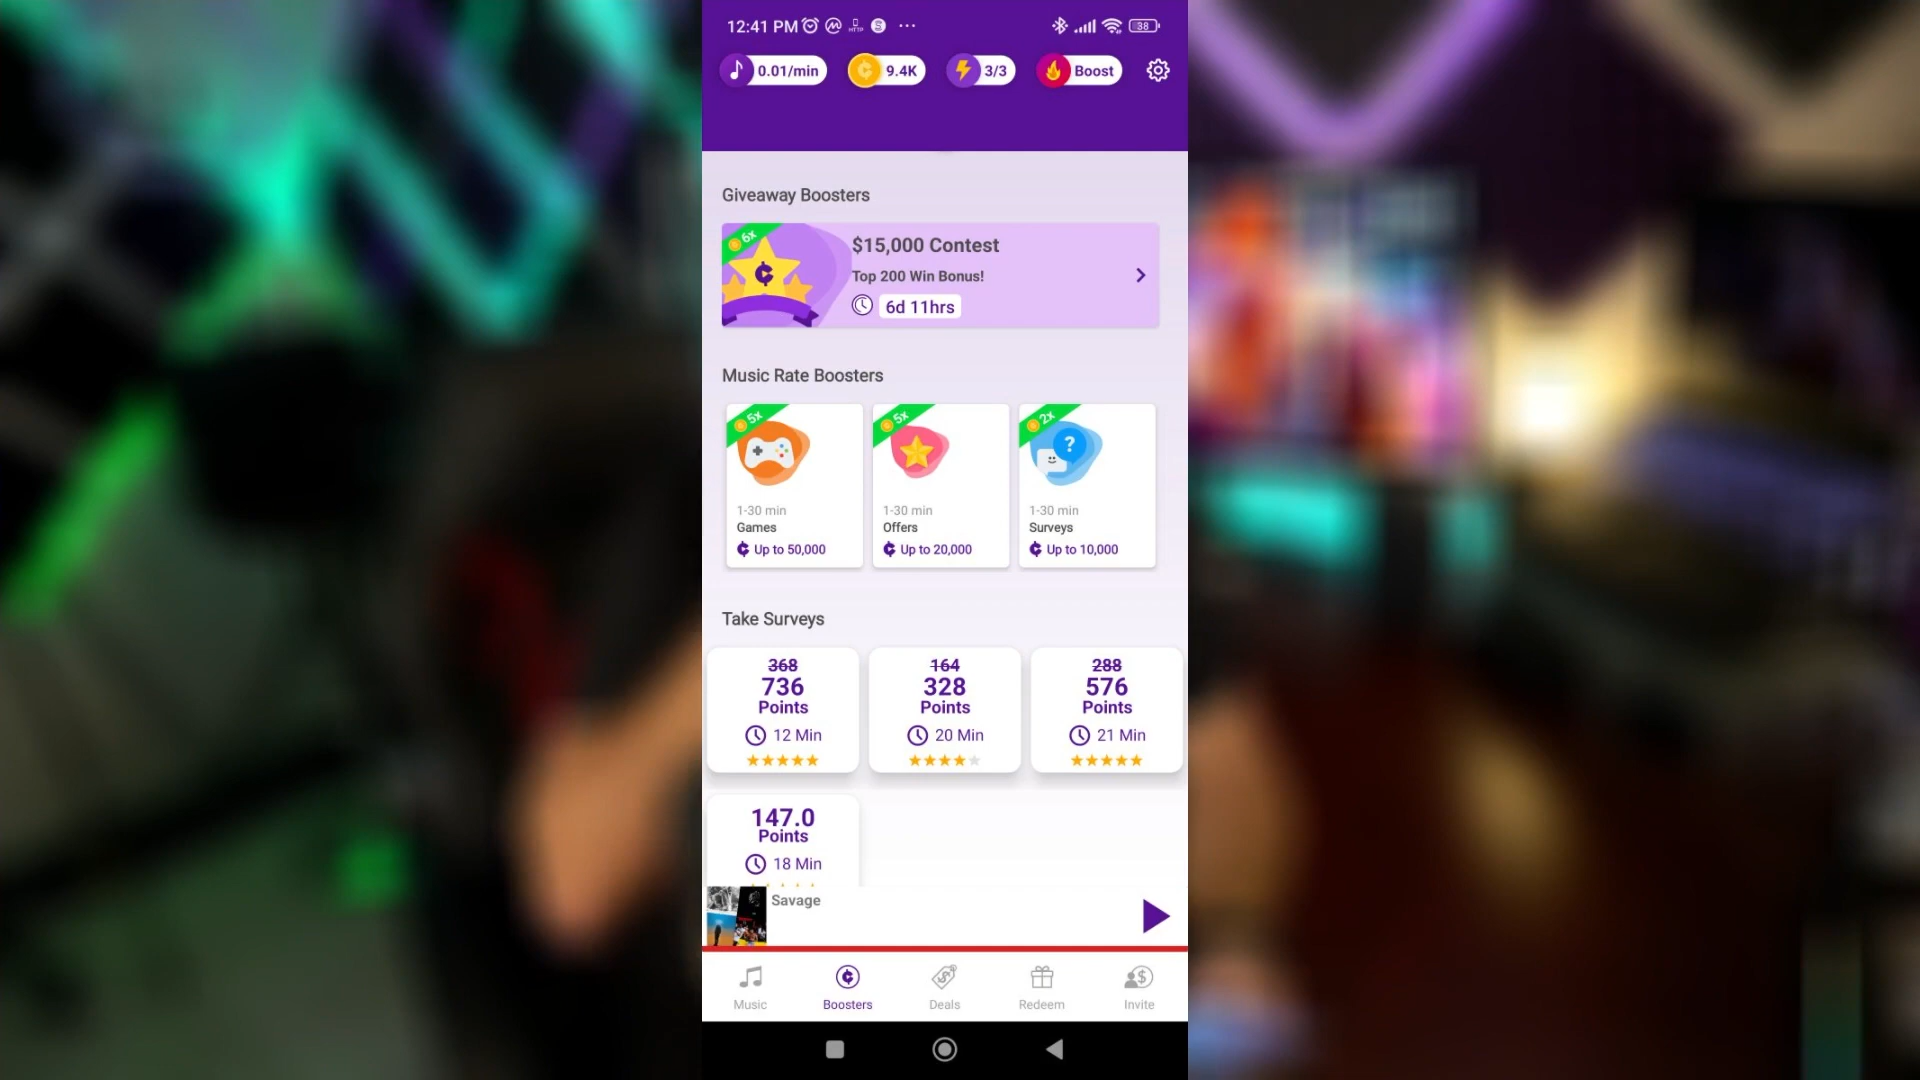 12:41 PM
HTTP
S
38
0.01/min
9.4K
3/3
Boost
Giveaway Boosters
6x
$15,000 Contest
Top 200 Win Bonus!
6d 11hrs
Music Rate Boosters
5x
5x
2x
?
1-30 min
1-30 min
1-30 min
Games
Offers
Surveys
Up to 50,000
Up to 20,000
Up to 10,000
Take Surveys
368
164
288
736
328
576
Points
Points
Points
12 Min
20 Min
21 Min
147.0
Points
18 Min
Savage
Music
Boosters
Deals
Redeem
Invite